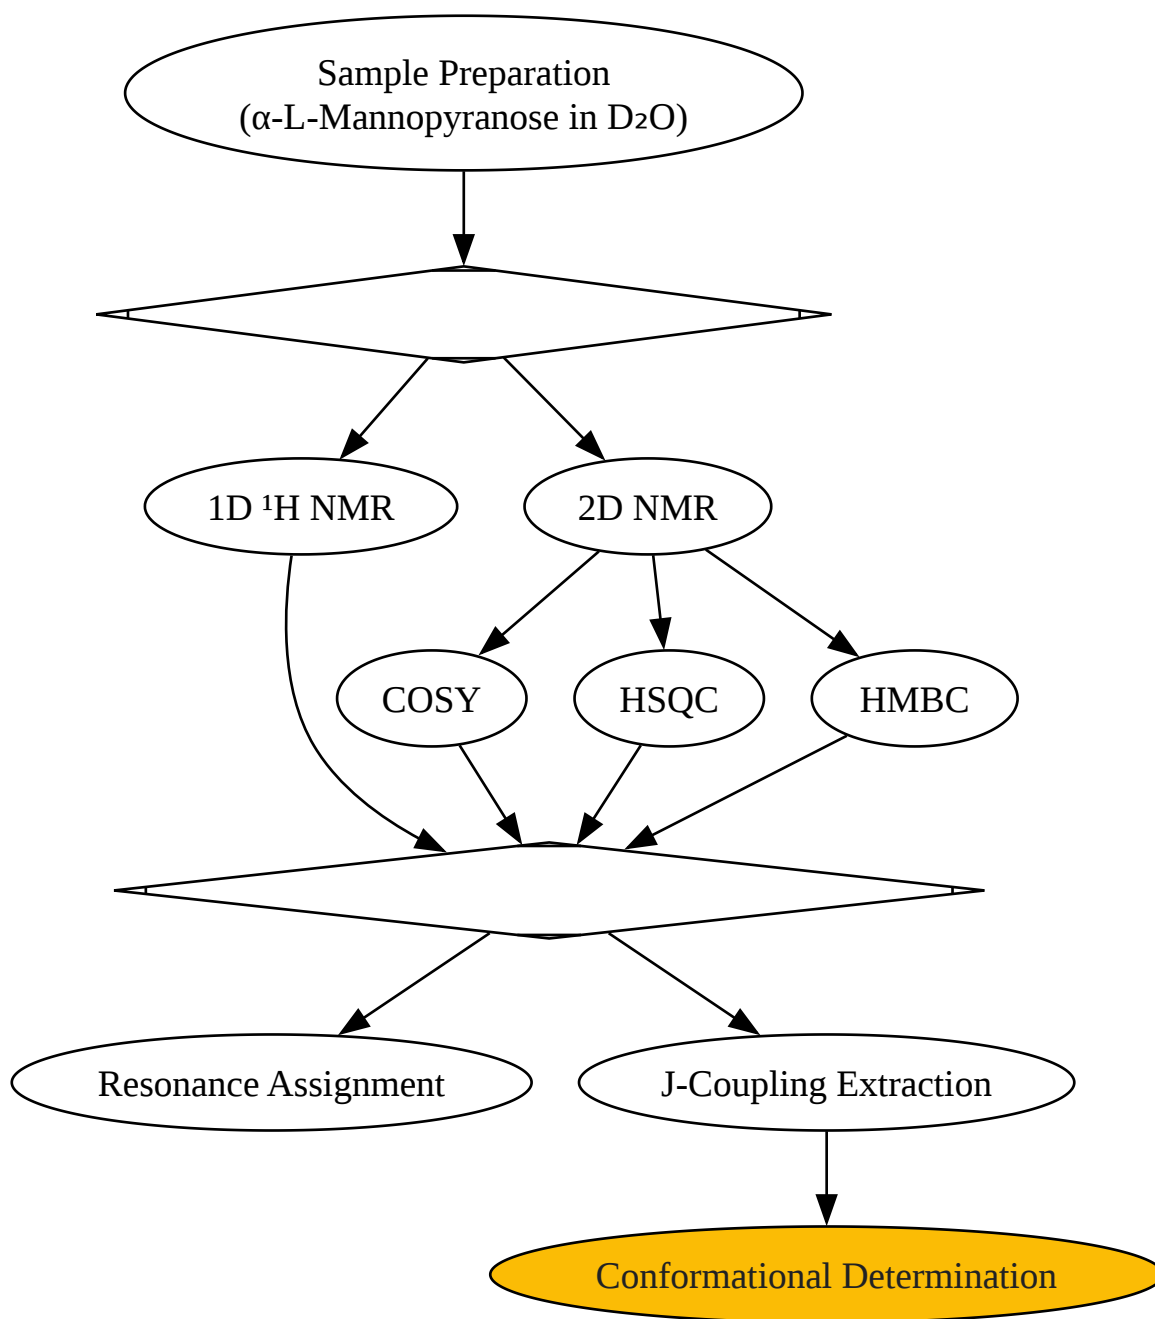 Sample Preparation
(α-L-Mannopyranose in D₂O)
1D ¹H NMR
2D NMR
COSY
HSQC
HMBC
Resonance Assignment
J-Coupling Extraction
Conformational Determination